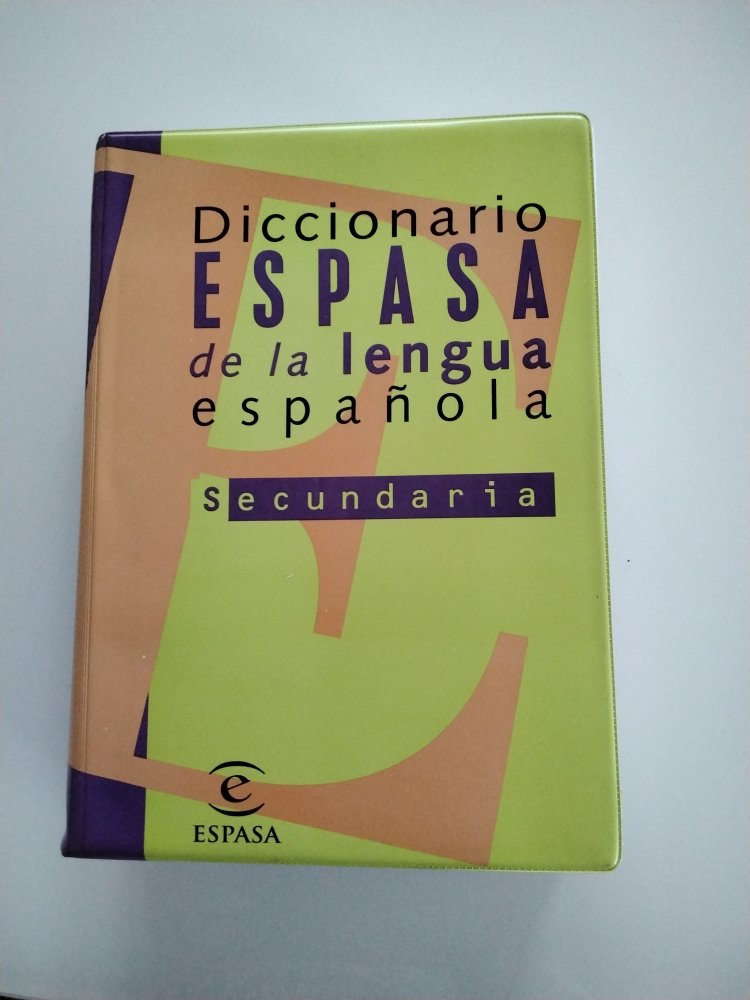 Diccionario
ESPASA
de la lengua
española
Secundaria
e
ESPASA